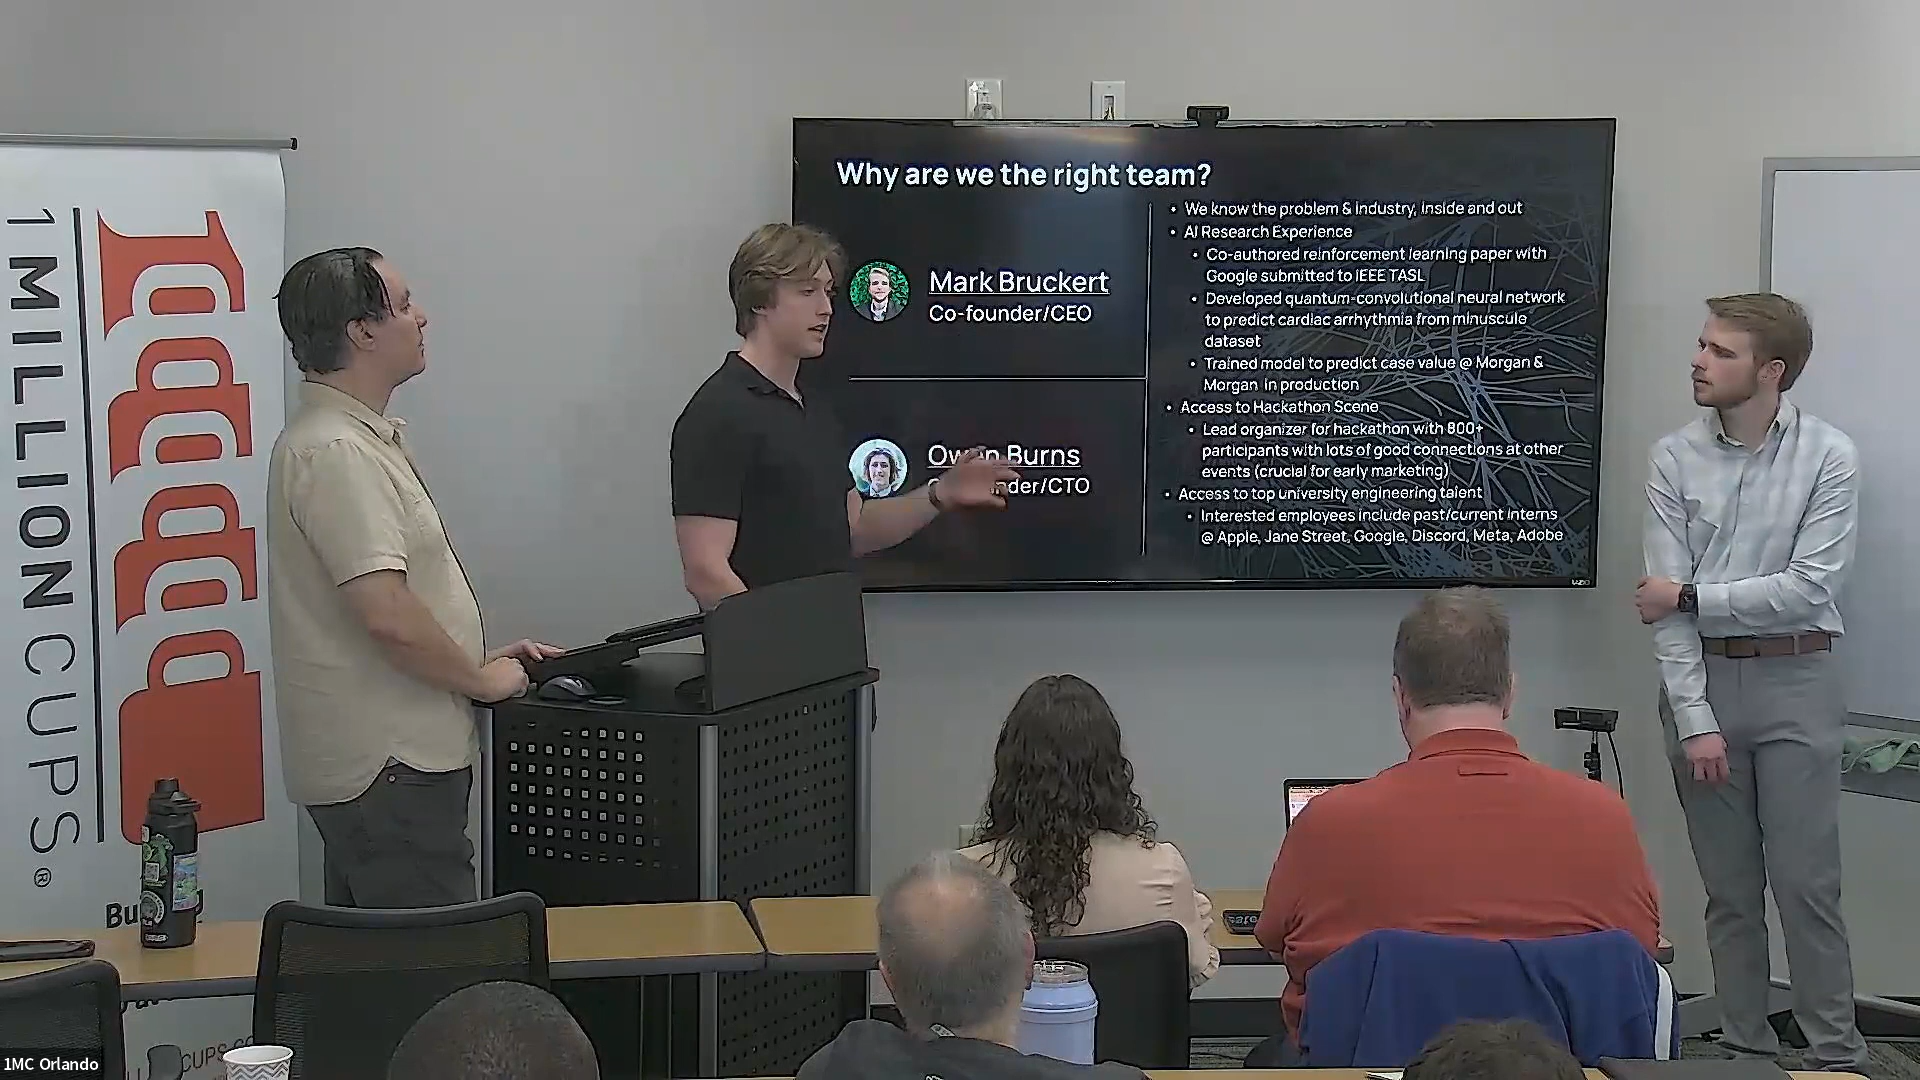 1 MILLION CUPS®
Why are we the right team?
Mark Bruckert
Co-founder/CEO
Burns
der/CTO
• We know the problem & industry, inside and out
• AI Research Experience
• Co-authored reinforcement learning paper with
Google submitted to IEEE TASL
• Developed quantum-convolutional neural network
to predict cardiac arrhythmia from minuscule
dataset
• Trained model to predict case value @ Morgan &
Morgan in production
• Access to Hackathon Scene
• Lead organizer for hackathon with 800+
participants with lots of good connections at other
events (crucial for early marketing)
• Access to top university engineering talent
• Interested employees include past/current interns
@ Apple, Jane Street, Google, Discord, Meta, Adobe
VIZIO
Bu
CUPS.CO
1MC Orlando